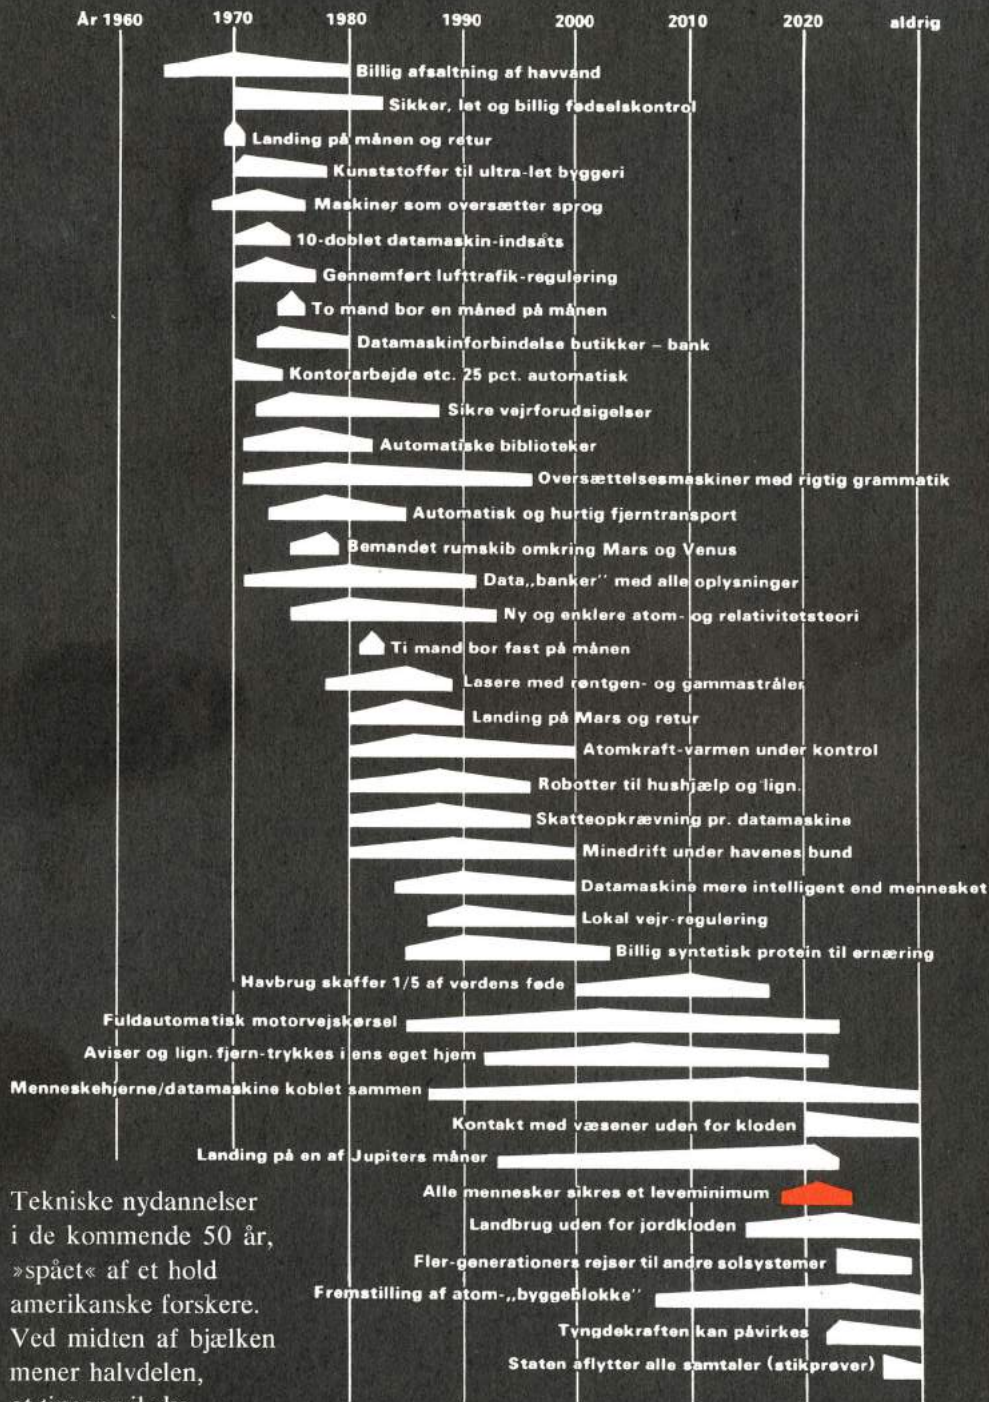 År 1960 1970 1980 1990 2000 2010 2020 aldrig
Billig afsaltning af havvand
Sikker, let og billig fødselskontrol
Landing på månen og retur
Kunststoffer til ultra-let byggeri
Maskiner som oversætter sprog
10-doblet datamaskin-indsats
Gennemført lufttrafik-regulering
To mand bor en måned på månen
Datamaskinforbindelse butikker – bank
Kontorarbejde etc. 25 pct. automatisk
Sikre vejrforudsigelser
Automatiske biblioteker
Oversættelsesmaskiner med rigtig grammatik
Automatisk og hurtig fjerntransport
Bemandet rumskib omkring Mars og Venus
Data„banker” med alle oplysninger
Ny og enklere atom- og relativitetsteori
Ti mand bor fast på månen
Lasere med røntgen- og gammastråler
Landing på Mars og retur
Atomkraft-varmen under kontrol
Robotter til hushjælp og lign.
Skatteopkrævning pr. datamaskine
Minedrift under havenes bund
Datamaskine mere intelligent end mennesket
Lokal vejr-regulering
Billig syntetisk protein til ernæring
Havbrug skaffer 1/5 af verdens føde
Fuldautomatisk motorvejskørsel
Aviser og lign. fjern-trykkes i ens eget hjem
Menneskehjerne/datamaskine koblet sammen
Kontakt med væsener uden for kloden
Landing på en af Jupiters måner
Alle mennesker sikres et leveminimum
Landbrug uden for jordkloden
Fler-generationers rejser til andre solsystemer
Fremstilling af atom-„byggeblokke”
Tyngdekraften kan påvirkes
Staten aflytter alle samtaler (stikprøver)
Tekniske nydannelser
i de kommende 50 år,
»spået« af et hold
amerikanske forskere.
Ved midten af bjælken
mener halvdelen,